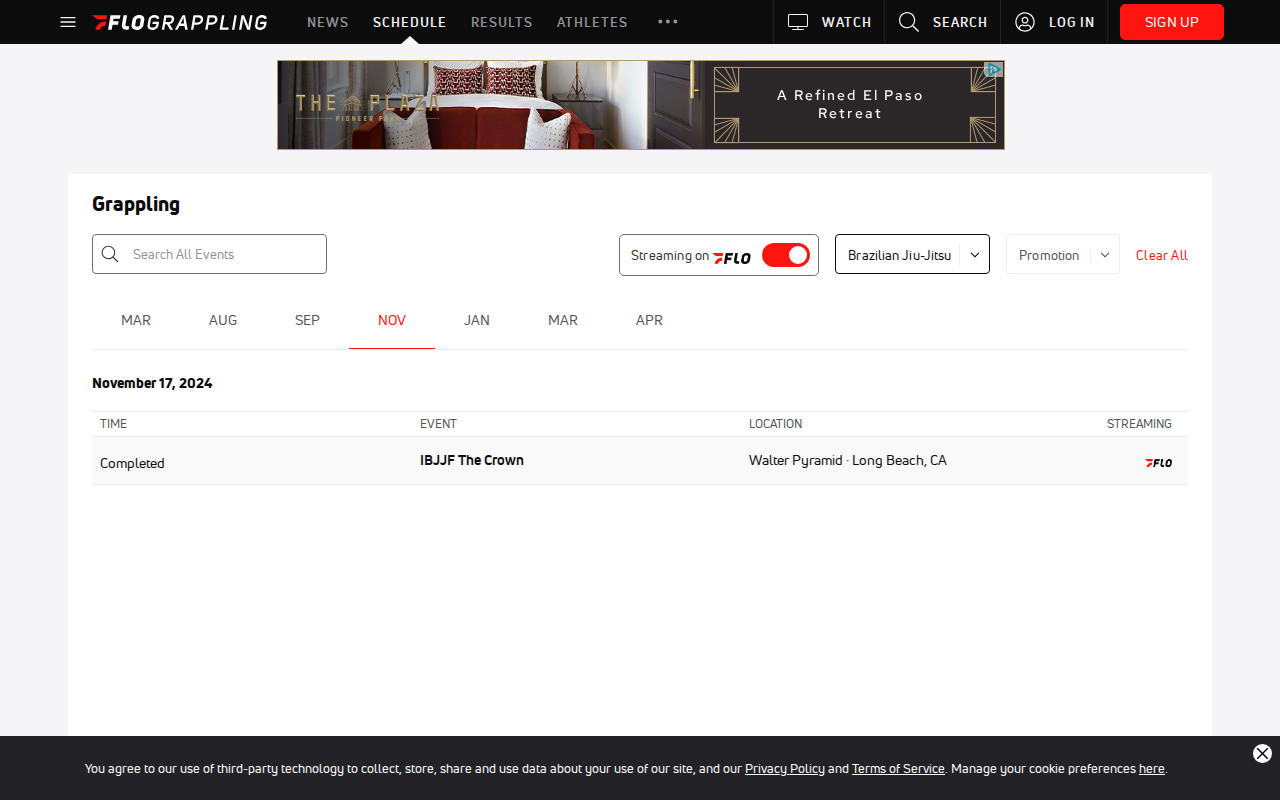 FLOGRAPPLING
NEWS
SCHEDULE
RESULTS
ATHLETES
WATCH
SEARCH
LOG IN
SIGN UP
THE PLAZA
PIONEER PARK
A Refined El Paso
Retreat
Grappling
Search All Events
Streaming on FLO
Brazilian Jiu-Jitsu
Promotion
Clear All
MAR
AUG
SEP
NOV
JAN
MAR
APR
November 17, 2024
TIME
EVENT
LOCATION
STREAMING
Completed
IBJJF The Crown
Walter Pyramid · Long Beach, CA
FLO
You agree to our use of third-party technology to collect, store, share and use data about your use of our site, and our Privacy Policy and Terms of Service. Manage your cookie preferences here.